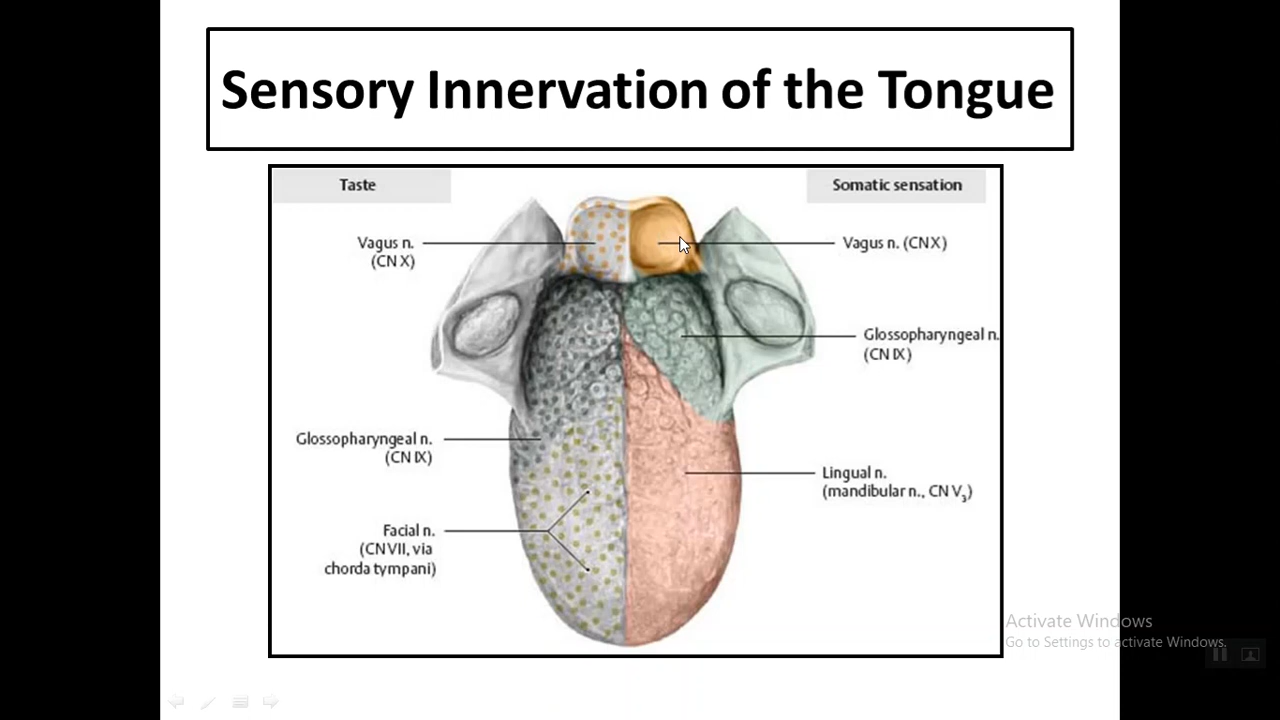 Sensory Innervation of the Tongue
Taste
Somatic sensation
Vagus n.
(CN X)
Vagus n. (CN X)
Glossopharyngeal n.
(CN IX)
Glossopharyngeal n.
(CN IX)
Lingual n.
(mandibular n., CN V3)
Facial n.
(CN VII, via
chorda tympani)
Activate Windows
Go to Settings to activate Windows.